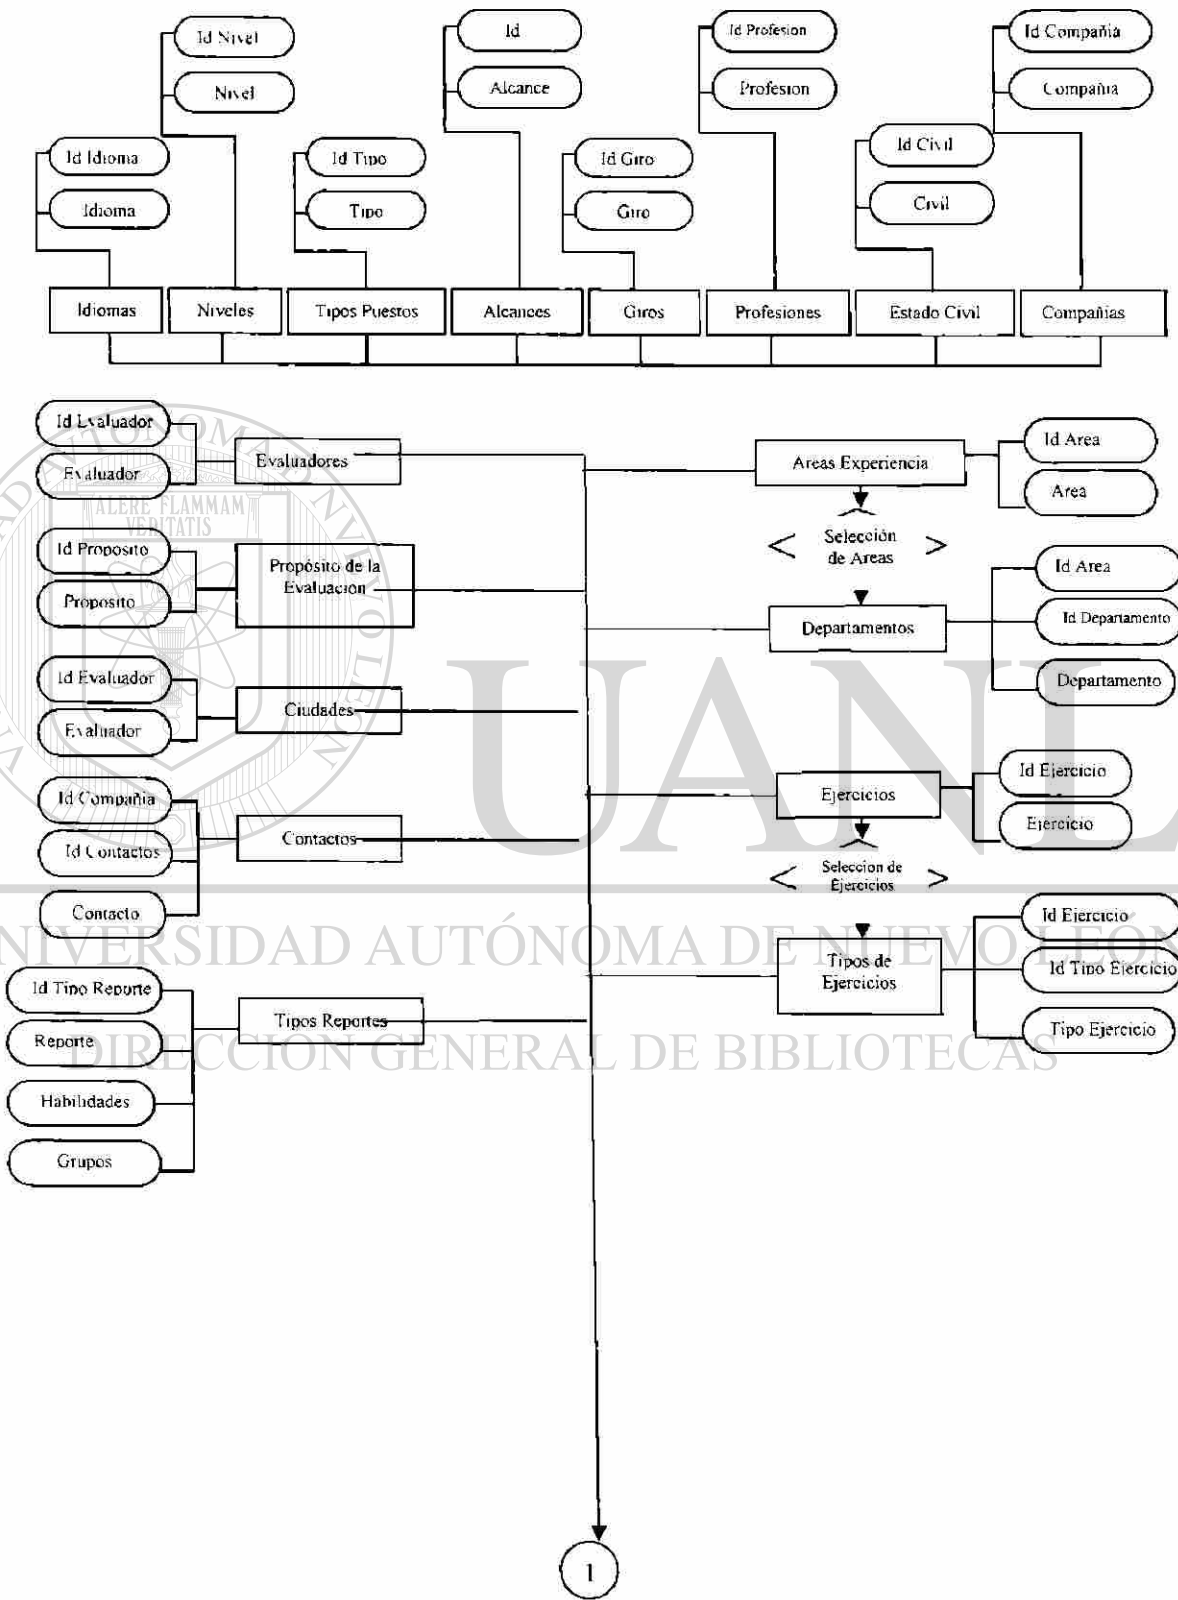 Id Nivel
Id
Id Profesion
Id Compañia
Nivel
Alcance
Profesion
Compañia
Id Idioma
Id Tipo
Id Giro
Id Civil
Idioma
Tipo
Giro
Civil
Idiomas
Niveles
Tipos Puestos
Alcances
Giros
Profesiones
Estado Civil
Compañias
Id Evaluador
Evaluador
Evaluadores
Areas Experiencia
Id Area
Area
ALERE FLAMMAM
VERITATIS
Id Proposito
Proposito
Propósito de la
Evaluacion
Selección
de Areas
Departamentos
Id Area
Id Departamento
Departamento
Id Evaluador
Evaluador
Ciudades
UANL
Id Compañia
Id Contactos
Contacto
Contactos
Ejercicios
Id Ejercicio
Ejercicio
Seleccion de
Ejercicios
UNIVERSIDAD AUTÓNOMA DE NUEVO LEÓN
Tipos de
Ejercicios
Id Ejercicio
Id Tipo Ejercicio
Tipo Ejercicio
Id Tipo Reporte
Reporte
Habilidades
Grupos
Tipos Reportes
DIRECCIÓN GENERAL DE BIBLIOTECAS
1